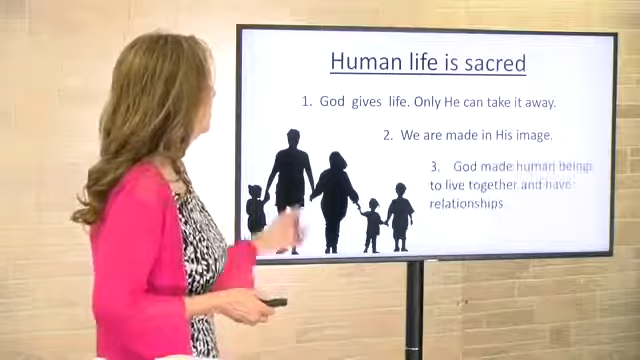 Human life is sacred
1. God gives life. Only He can take it away.
2. We are made in His image.
3. God made human beings
to live together and have
relationships